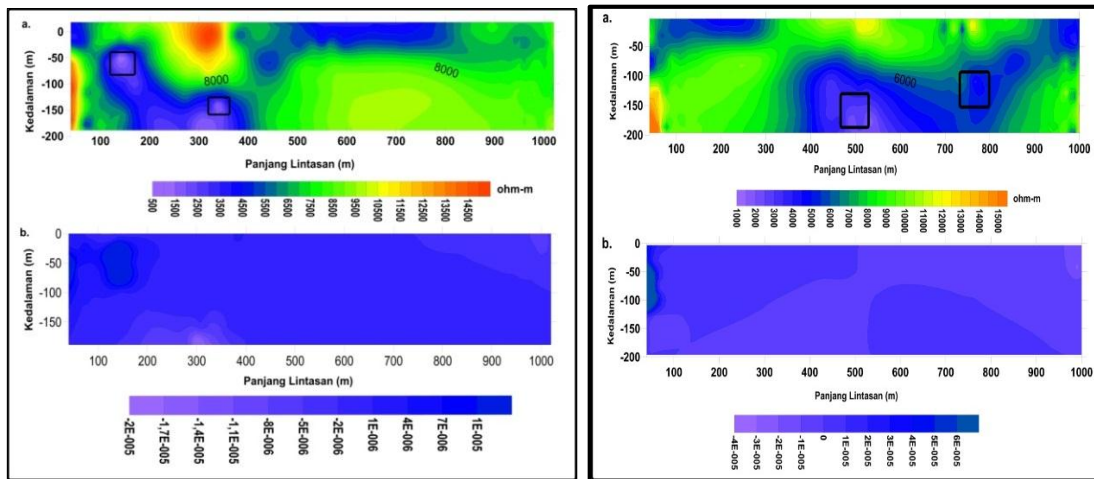 a.
Kedalaman (m)
0
-50
-100
-150
-200
8000
8000
100 200 300 400 500 600 700 800 900 1000
Panjang Lintasan (m)
ohm-m
500 1500 2500 3500 4500 5500 6500 7500 8500 9500 10500 11500 12500 13500 14500
b.
Kedalaman (m)
0
-50
-100
-150
100 200 300 400 500 600 700 800 900 1000
Panjang Lintasan (m)
-2E-005 -1,7E-005 -1,4E-005 -1,1E-005 -8E-006 -5E-006 -2E-006 1E-006 4E-006 7E-006 1E-005
a.
Kedalaman (m)
0
-50
-100
-150
-200
6000
100 200 300 400 500 600 700 800 900 1000
Panjang Lintasan (m)
ohm-m
1000 2000 3000 4000 5000 6000 7000 8000 9000 10000 11000 12000 13000 14000 15000
b.
Kedalaman (m)
0
-50
-100
-150
-200
100 200 300 400 500 600 700 800 900 1000
Panjang Lintasan (m)
-4E-005 -3E-005 -2E-005 -1E-005 0 1E-005 2E-005 3E-005 4E-005 5E-005 6E-005